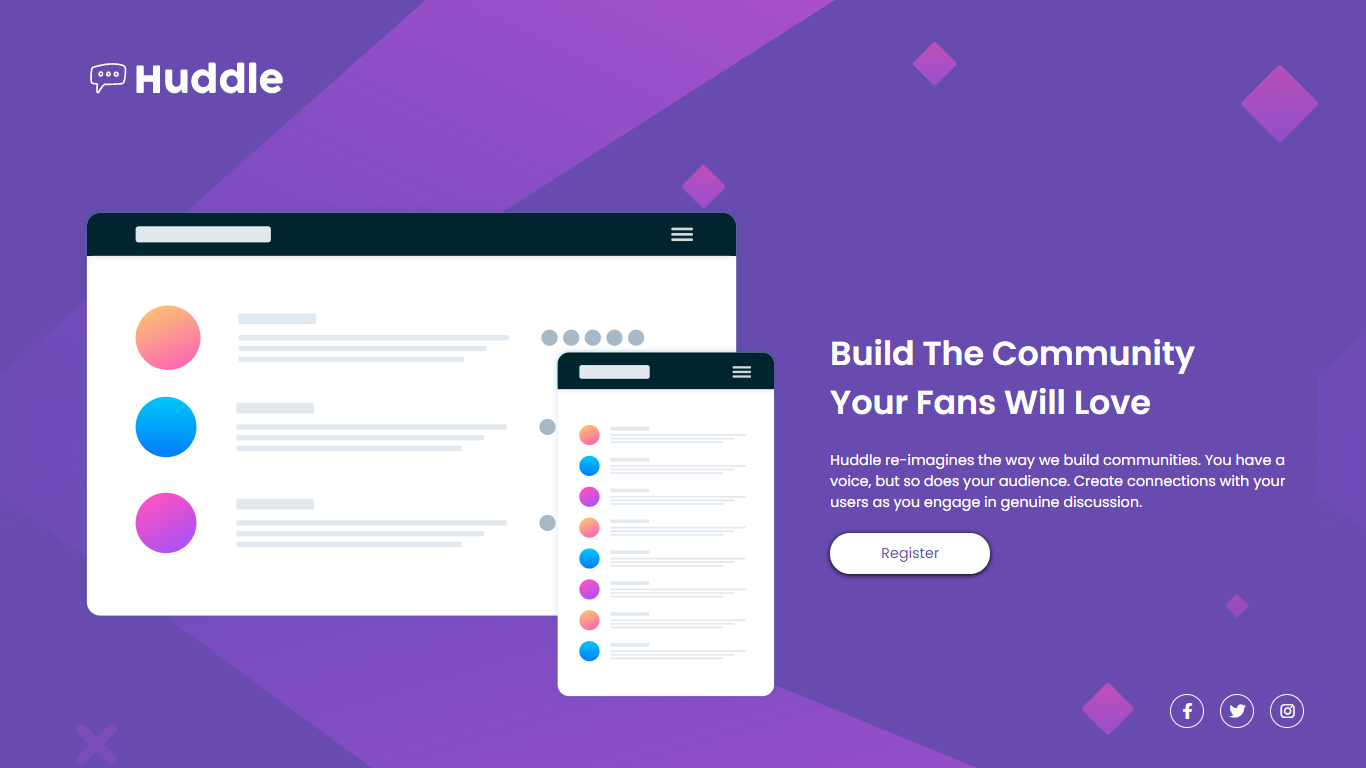 Huddle
Build The Community
Your Fans Will Love
Huddle re-imagines the way we build communities. You have a
voice, but so does your audience. Create connections with your
users as you engage in genuine discussion.
Register